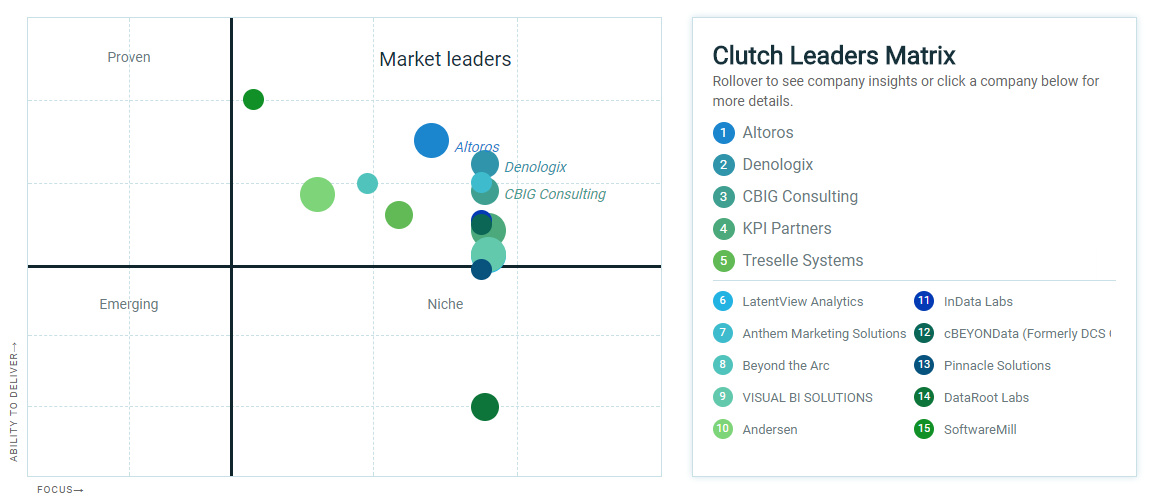 Proven
Market leaders
Altoros
Denologix
CBIG Consulting
Emerging
Niche
ABILITY TO DELIVER→
FOCUS→
Clutch Leaders Matrix
Rollover to see company insights or click a company below for
more details.
1 Altoros
2 Denologix
3 CBIG Consulting
4 KPI Partners
5 Treselle Systems
6 LatentView Analytics
7 Anthem Marketing Solutions
8 Beyond the Arc
9 VISUAL BI SOLUTIONS
10 Andersen
11 InData Labs
12 cBEYONData (Formerly DCS
13 Pinnacle Solutions
14 DataRoot Labs
15 SoftwareMill